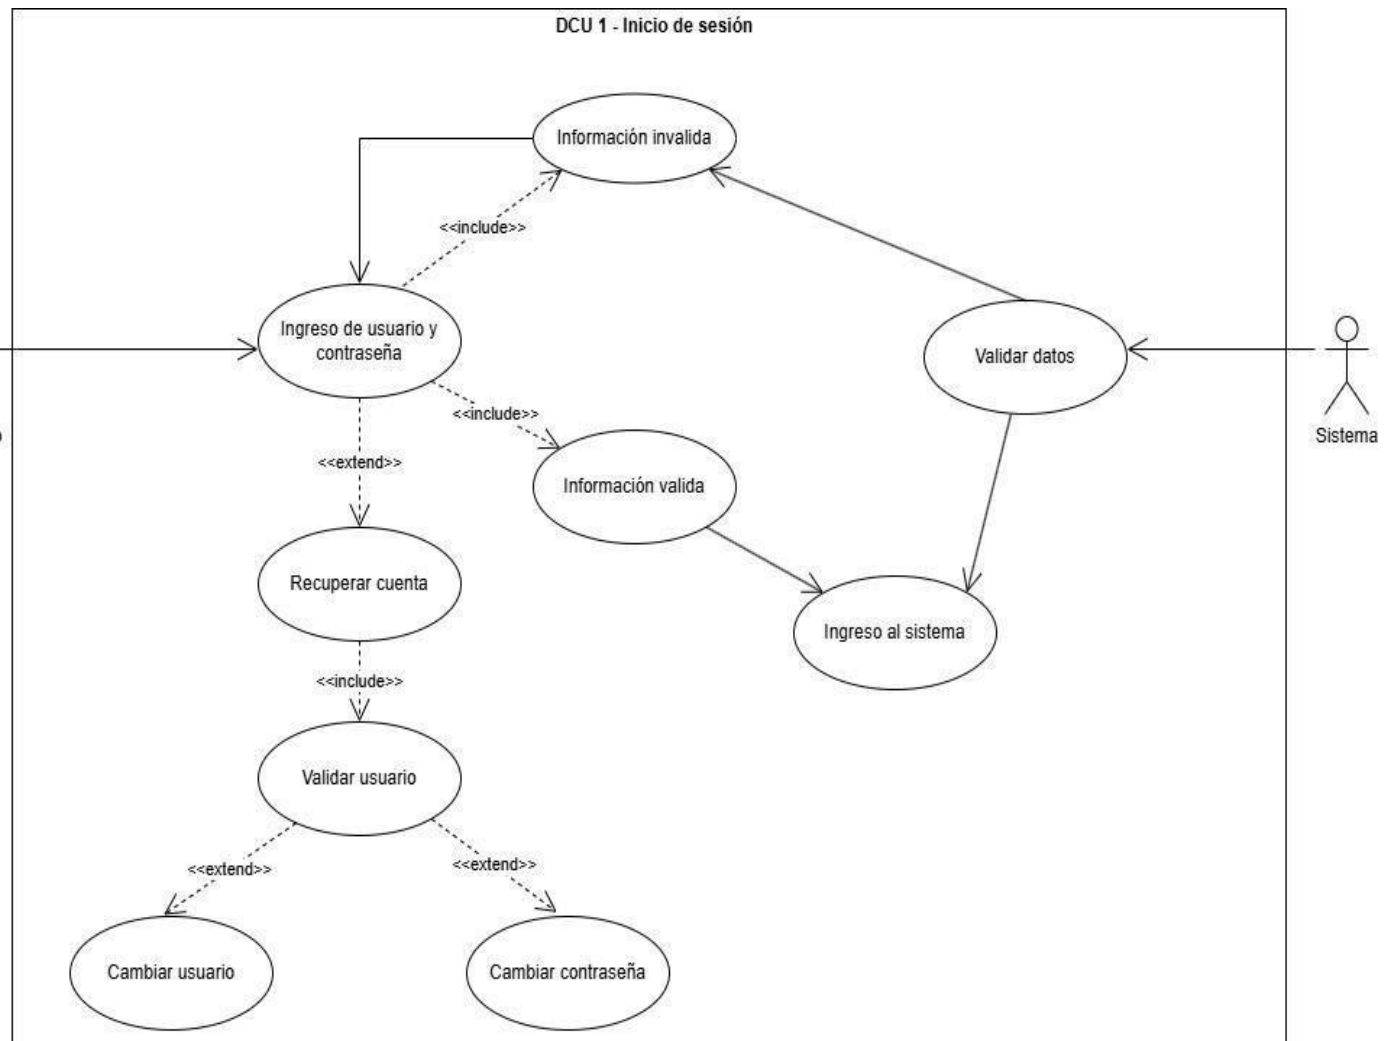 DCU 1 - Inicio de sesión
Información invalida
<<include>>
Ingreso de usuario y
contraseña
Validar datos
<<include>>
Sistema
<<extend>>
Información valida
Recuperar cuenta
Ingreso al sistema
<<include>>
Validar usuario
<<extend>>
<<extend>>
Cambiar usuario
Cambiar contraseña